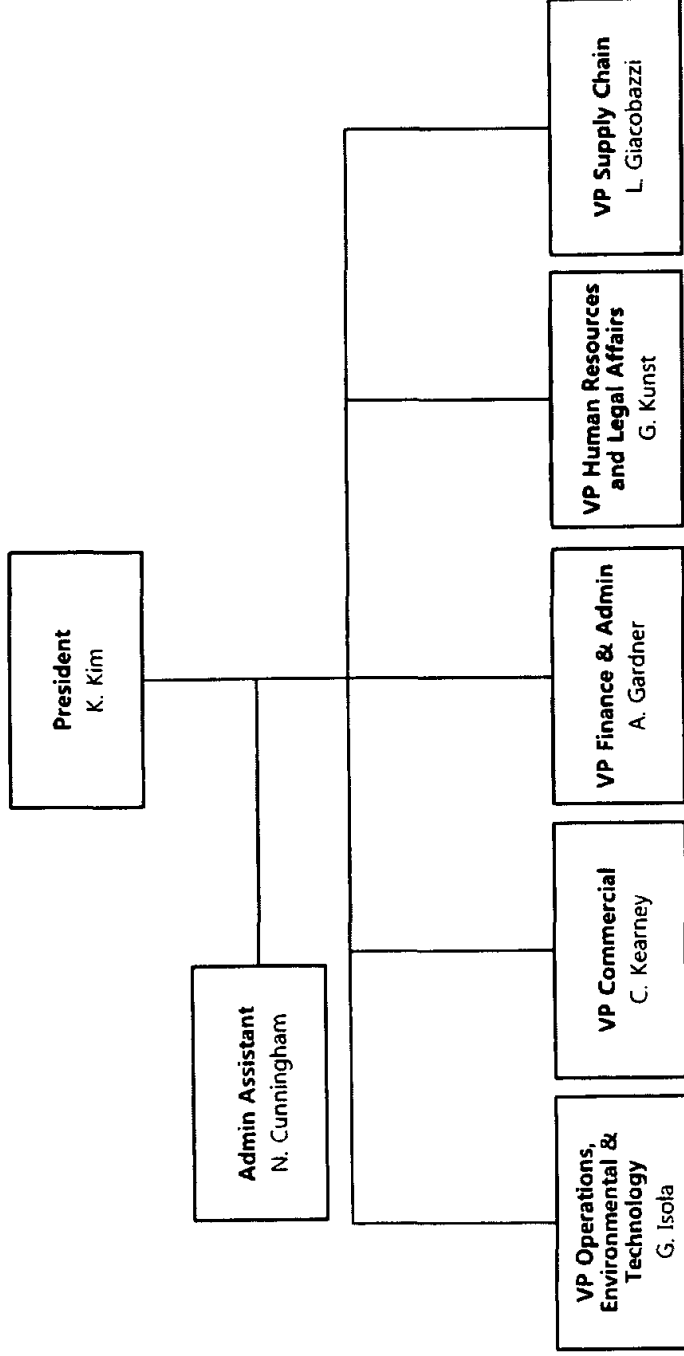 President
K. Kim
Admin Assistant
N. Cunningham
VP Operations,
Environmental &
Technology
G. Isola
VP Commercial
C. Kearney
VP Finance & Admin
A. Gardner
VP Human Resources
and Legal Affairs
G. Kunst
VP Supply Chain
L. Giacobazzi